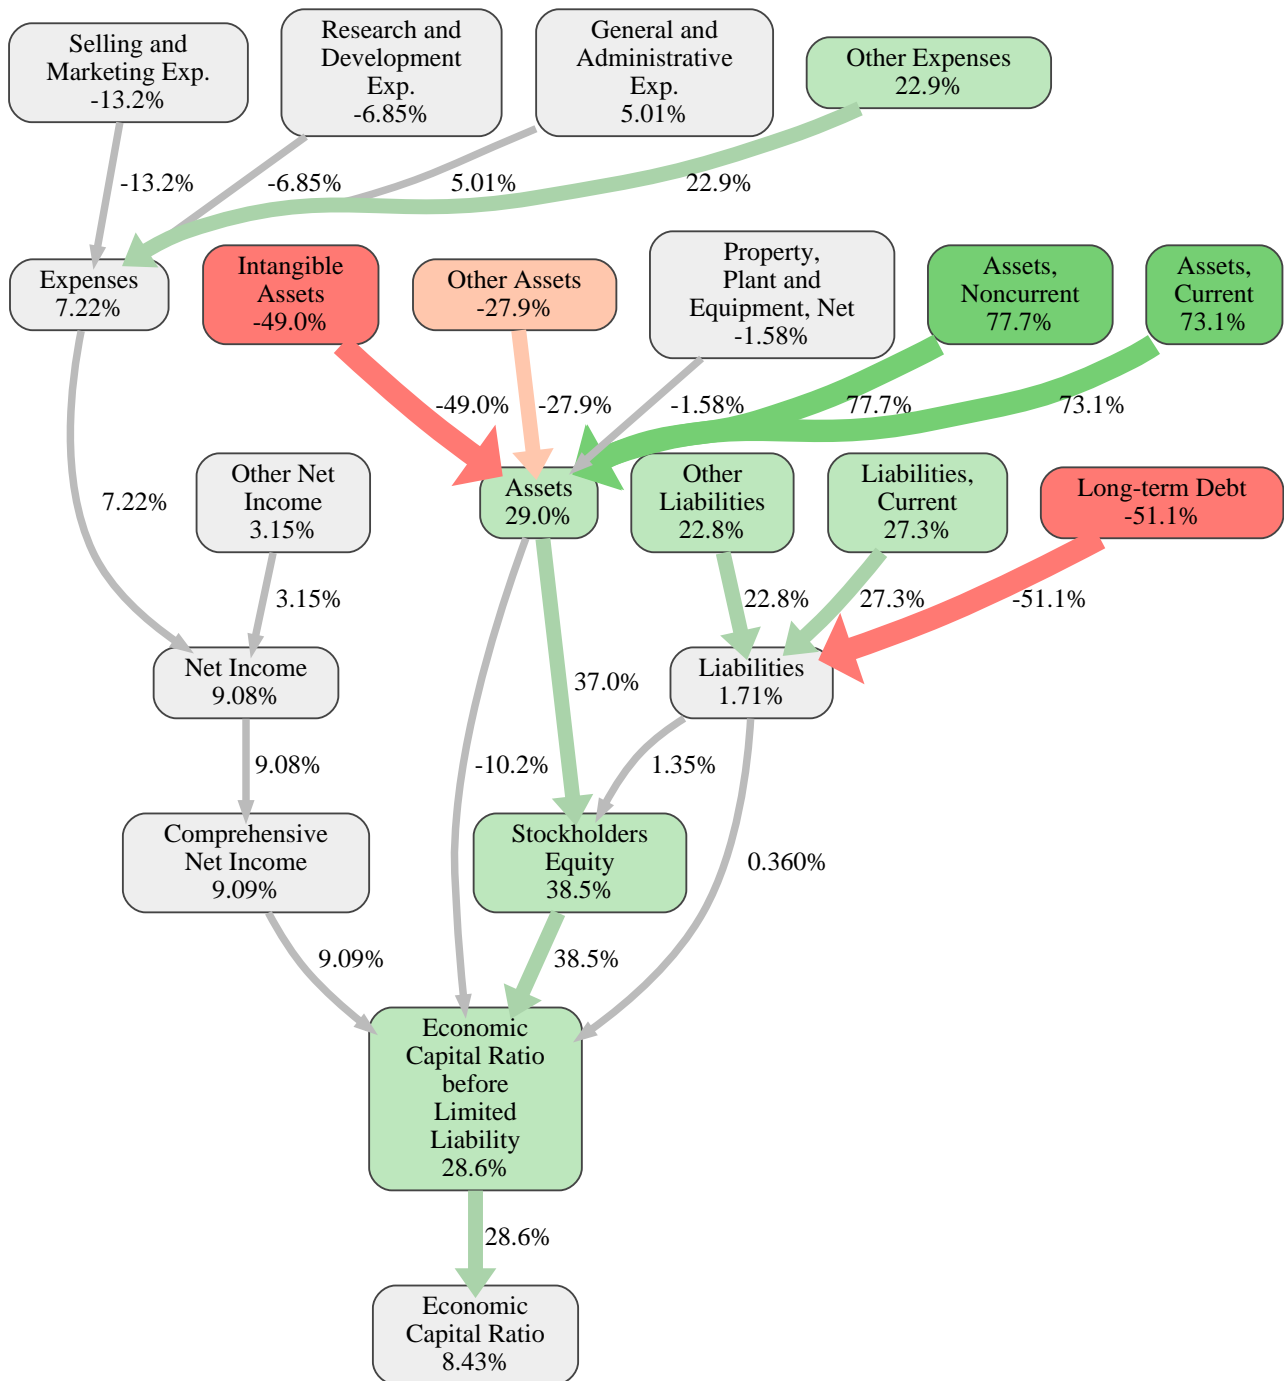 Selling and
Marketing Exp.
-13.2%
Research and
Development
Exp.
-6.85%
General and
Administrative
Exp.
5.01%
Other Expenses
22.9%
-13.2%
-6.85%
5.01%
22.9%
Expenses
7.22%
Intangible
Assets
-49.0%
Other Assets
-27.9%
Property,
Plant and
Equipment, Net
-1.58%
Assets,
Noncurrent
77.7%
Assets,
Current
73.1%
-49.0%
-27.9%
-1.58%
77.7%
73.1%
7.22%
Other Net
Income
3.15%
Assets
29.0%
Other
Liabilities
22.8%
Liabilities,
Current
27.3%
Long-term Debt
-51.1%
3.15%
22.8%
27.3%
-51.1%
Net Income
9.08%
37.0%
Liabilities
1.71%
9.08%
-10.2%
1.35%
Comprehensive
Net Income
9.09%
Stockholders
Equity
38.5%
0.360%
9.09%
38.5%
Economic
Capital Ratio
before
Limited
Liability
28.6%
28.6%
Economic
Capital Ratio
8.43%